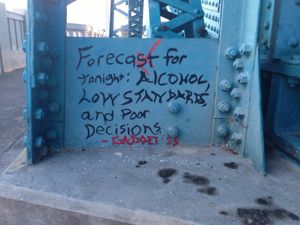 Forecast for
tonight: ALCOHOL,
LOW STANDARDS
and Poor
Decisions.